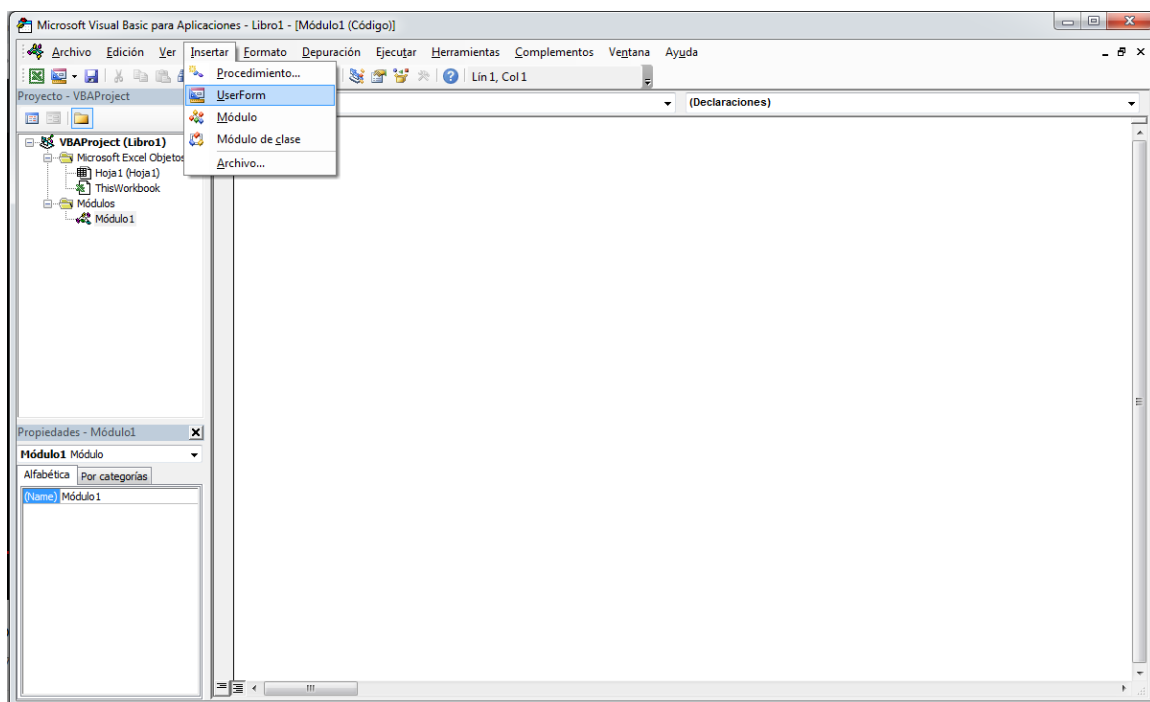 Microsoft Visual Basic para Aplicaciones - Libro1 - [Módulo1 (Código)]
Archivo Edición Ver Insertar Formato Depuración Ejecutar Herramientas Complementos Ventana Ayuda
Procedimiento...
Lín 1, Col 1
Proyecto - VBAProject
UserForm
(Declaraciones)
Módulo
VBAProject (Libro1)
Módulo de clase
Microsoft Excel Objetos
Archivo...
Hoja1 (Hoja1)
ThisWorkbook
Módulos
Módulo1
Propiedades - Módulo1
Módulo1 Módulo
Alfabética Por categorías
(Name) Módulo1